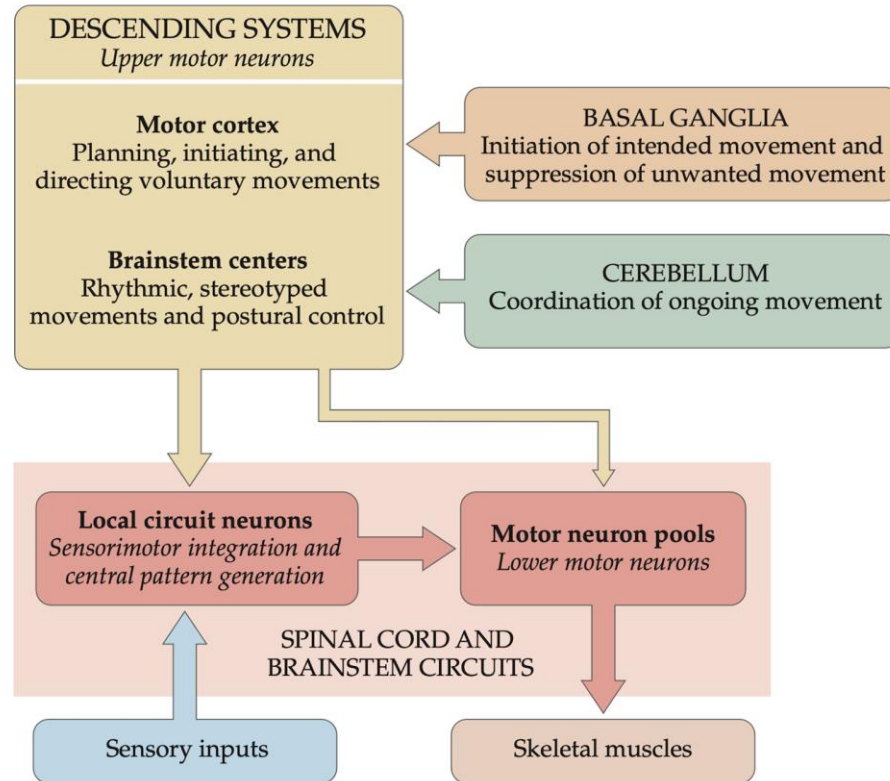 DESCENDING SYSTEMS
Upper motor neurons
Motor cortex
Planning, initiating, and
directing voluntary movements
Brainstem centers
Rhythmic, stereotyped
movements and postural control
BASAL GANGLIA
Initiation of intended movement and
suppression of unwanted movement
CEREBELLUM
Coordination of ongoing movement
Local circuit neurons
Sensorimotor integration and
central pattern generation
Motor neuron pools
Lower motor neurons
SPINAL CORD AND
BRAINSTEM CIRCUITS
Sensory inputs
Skeletal muscles